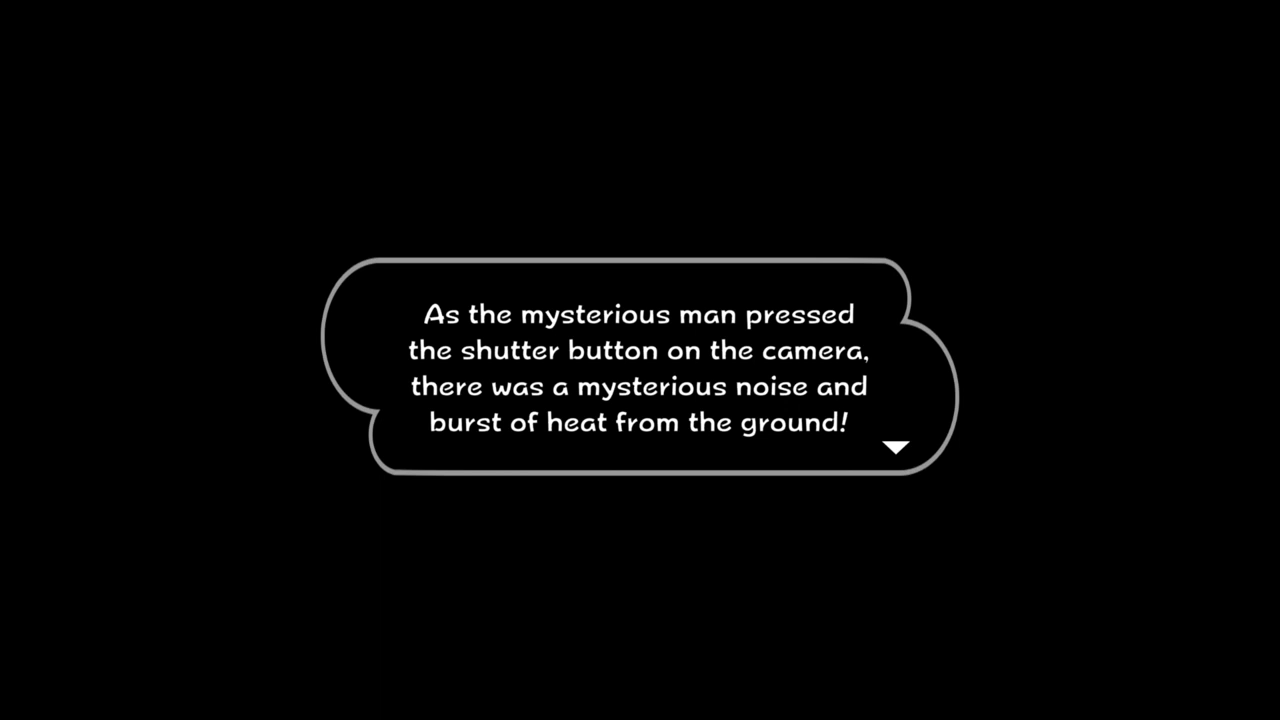 As the mysterious man pressed
the shutter button on the camera,
there was a mysterious noise and
burst of heat from the ground!